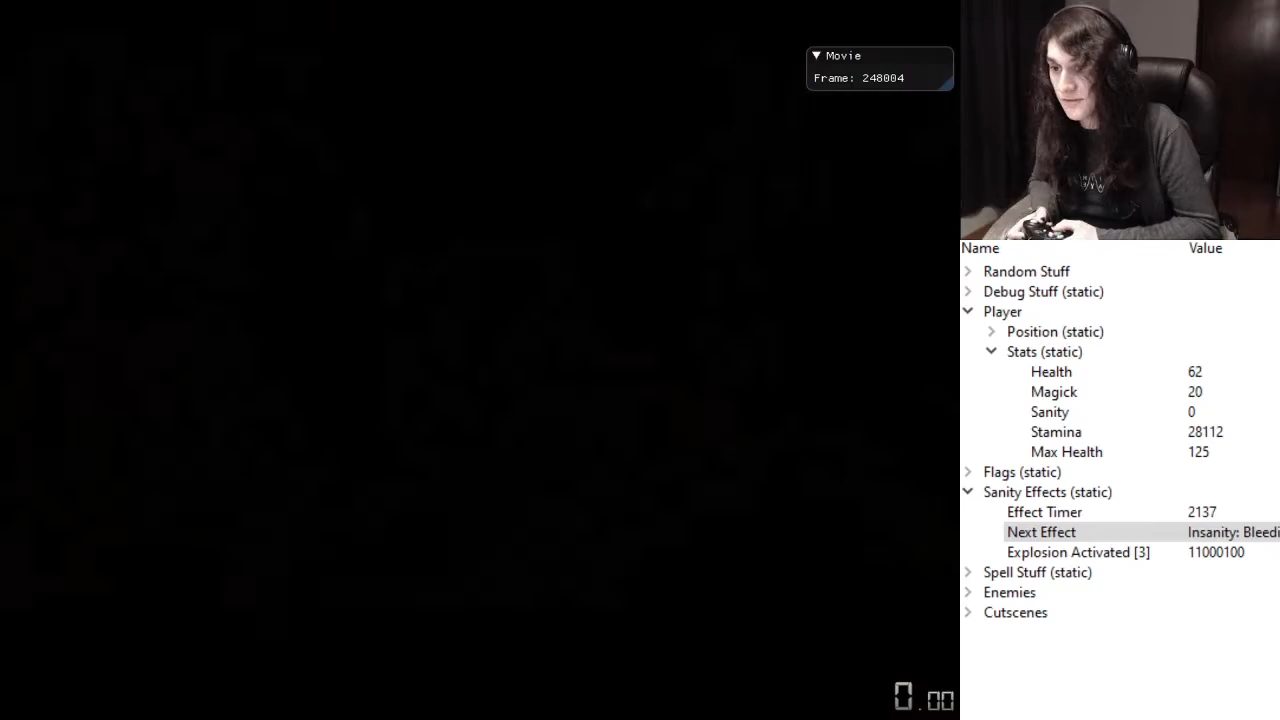 ▼ Movie
Frame: 248004
Name Value
Random Stuff
Debug Stuff (static)
Player
Position (static)
Stats (static)
Health 62
Magick 20
Sanity 0
Stamina 28112
Max Health 125
Flags (static)
Sanity Effects (static)
Effect Timer 2137
Next Effect Insanity: Bleedi
Explosion Activated [3] 11000100
Spell Stuff (static)
Enemies
Cutscenes
0.00